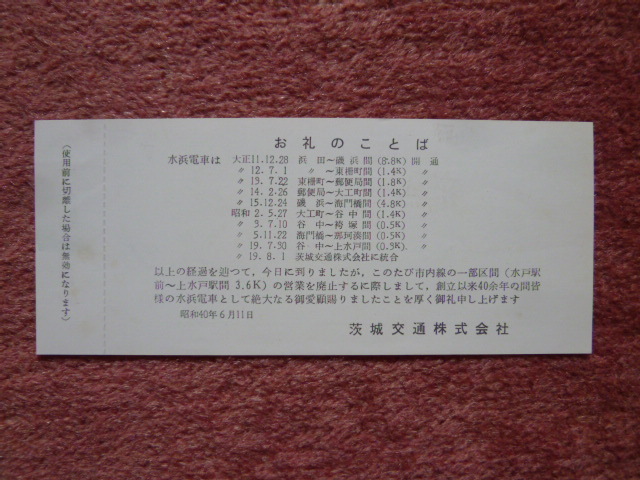 お礼のことば
水浜電車は 大正11.12.28 浜田〜磯浜間 (8.8K) 開通
〃 12.7.1 〃 〜東柵町間 (1.4K) 〃
〃 13.7.22 東柵町〜郵便局間 (1.8K) 〃
〃 14.2.26 郵便局〜大工町間 (1.4K) 〃
〃 15.12.24 磯浜〜海門橋間 (4.8K) 〃
昭和 2.5.27 大工町〜谷中間 (1.4K) 〃
〃 3.7.10 谷中〜袴塚間 (0.5K) 〃
〃 5.11.22 海門橋〜那珂湊間 (0.5K) 〃
〃 19.7.30 谷中〜上水戸間 (0.3K) 〃
〃 19.8.1 茨城交通株式会社に統合
以上の経過を辿つて、今日に到りましたが、このたび市内線の一部区間(水戸駅
前〜上水戸駅間 3.6K)の営業を廃止するに際しまして、創立以来40余年の間皆
様の水浜電車として絶大なる御愛顧賜りましたことを厚く御礼申し上げます
昭和40年6月11日
茨城交通株式会社
(使用前に切離した場合は無効になります)